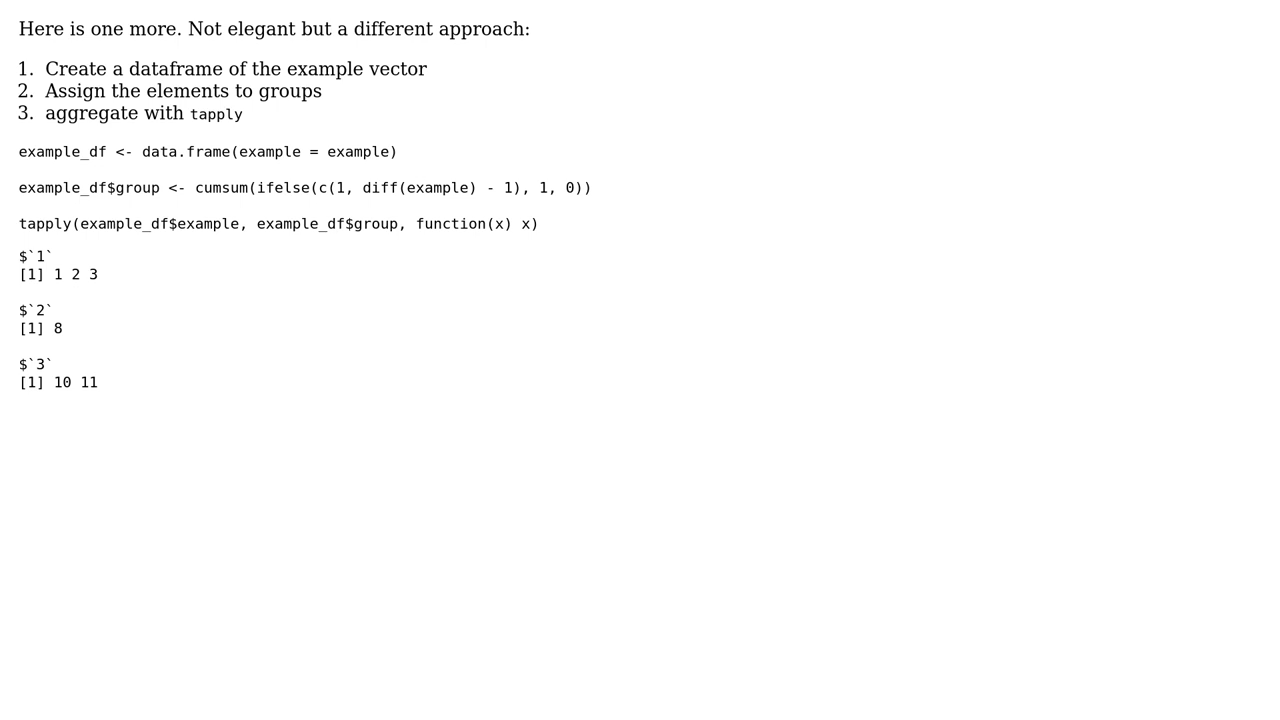 Here is one more. Not elegant but a different approach:
1. Create a dataframe of the example vector
2. Assign the elements to groups
3. aggregate with tapply
example_df <- data.frame(example = example)
example_df$group <- cumsum(ifelse(c(1, diff(example) - 1), 1, 0))
tapply(example_df$example, example_df$group, function(x) x)
$`1`
[1] 1 2 3
$`2`
[1] 8
$`3`
[1] 10 11